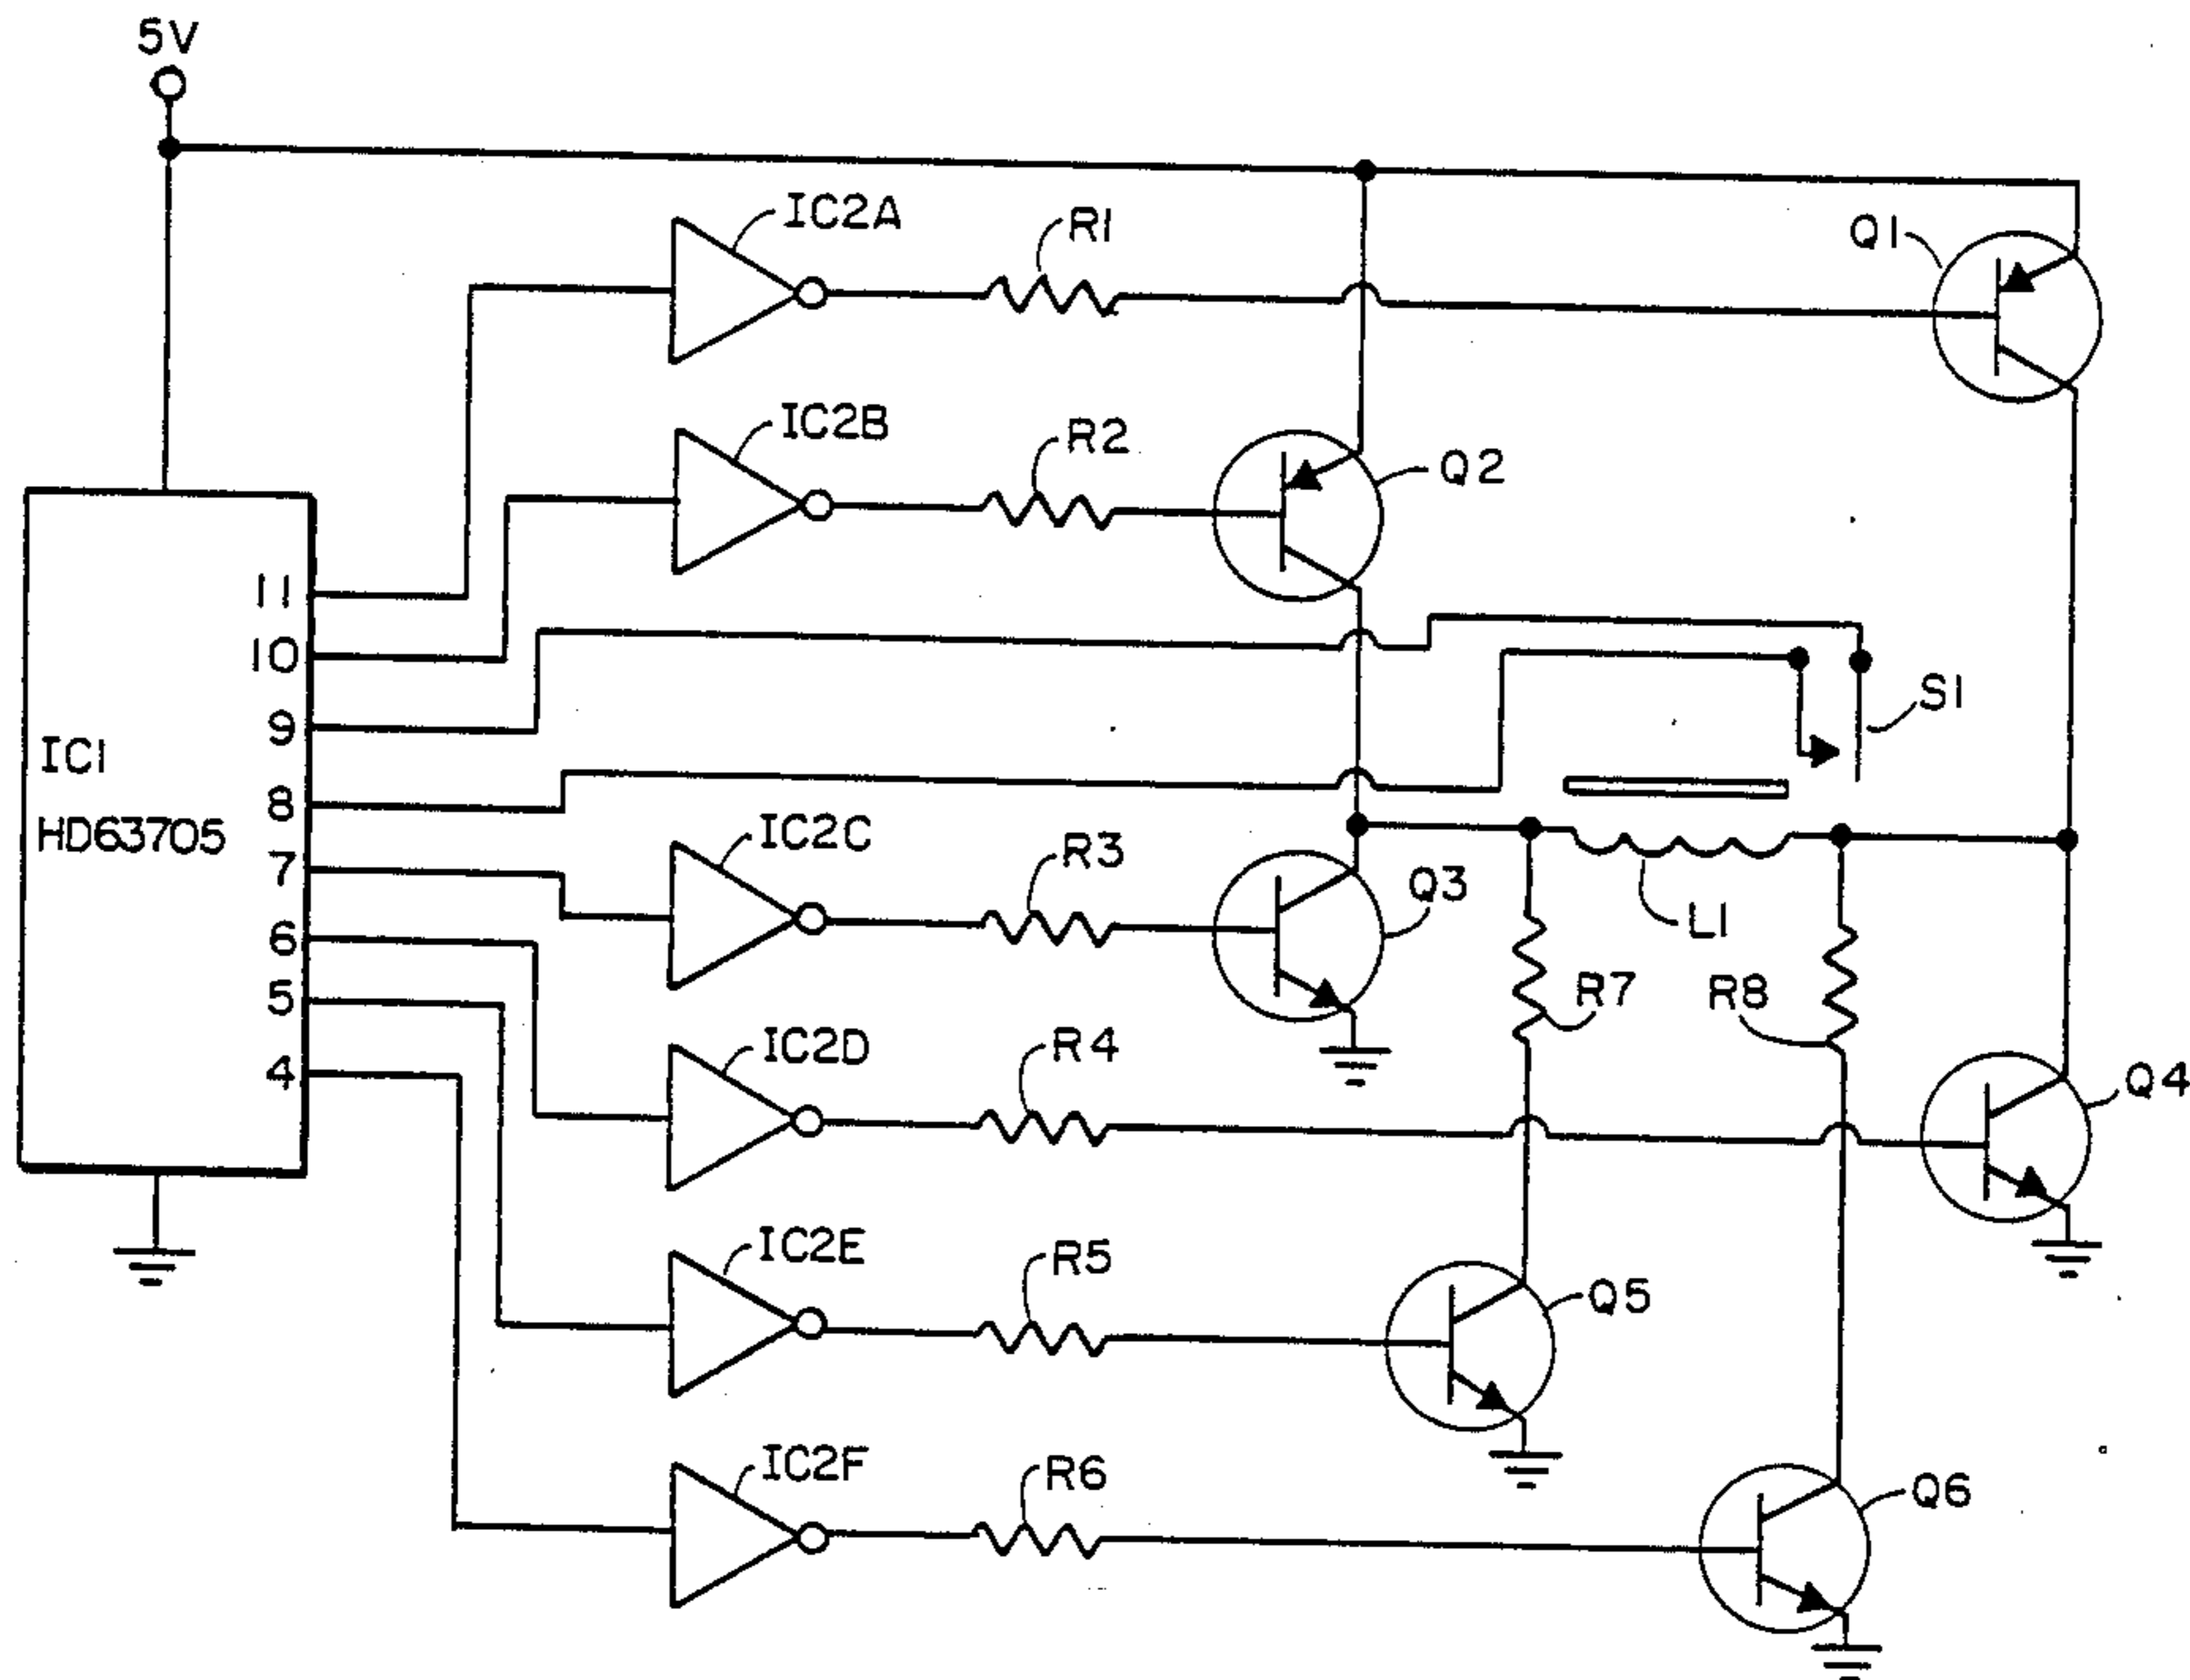 5V
IC2A
R1
Q1
IC2B
R2
Q2
11
10
9
S1
IC1
8
HD63705
IC2C
R3
7
Q3
L1
6
5
R7
R8
IC2D
R4
4
Q4
IC2E
R5
Q5
IC2F
R6
Q6